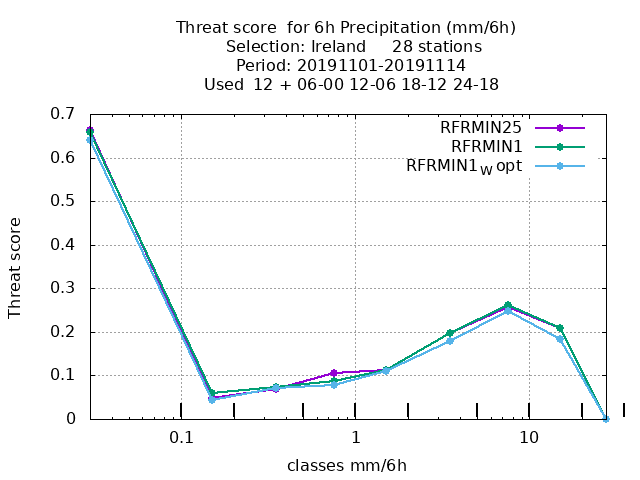 Threat score  for 6h Precipitation (mm/6h)
Selection: Ireland     28 stations
Period: 20191101-20191114
Used  12 + 06-00 12-06 18-12 24-18
RFRMIN25
RFRMIN1
RFRMIN1W opt
Threat score
0.7
0.6
0.5
0.4
0.3
0.2
0.1
0
0.1 1 10
classes mm/6h